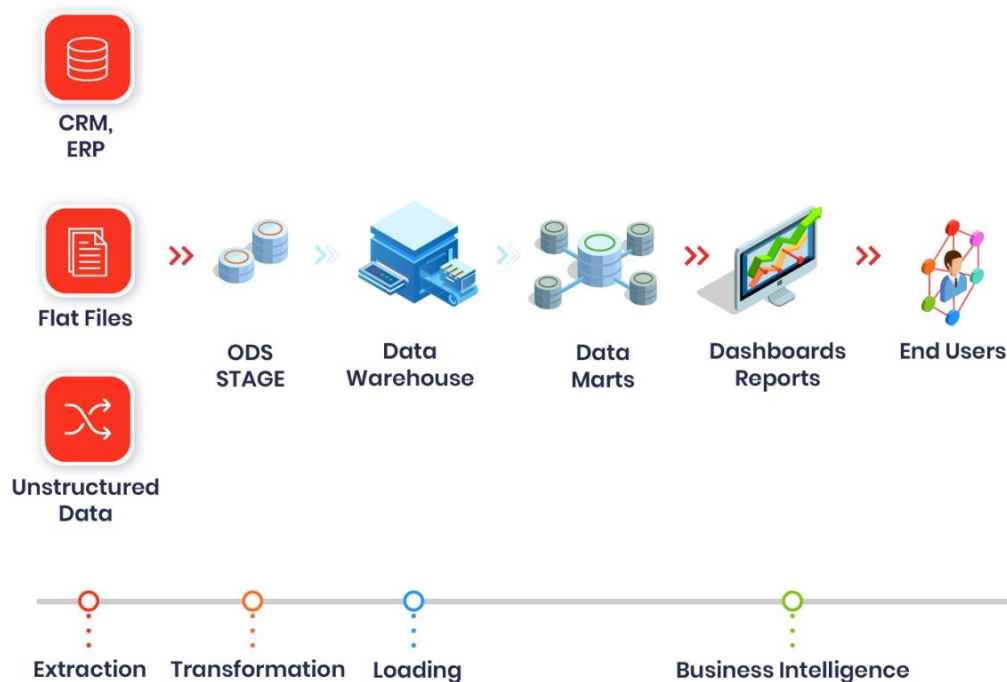 CRM,
ERP
Flat Files
Unstructured
Data
ODS
STAGE
Data
Warehouse
Data
Marts
Dashboards
Reports
End Users
Extraction
Transformation
Loading
Business Intelligence